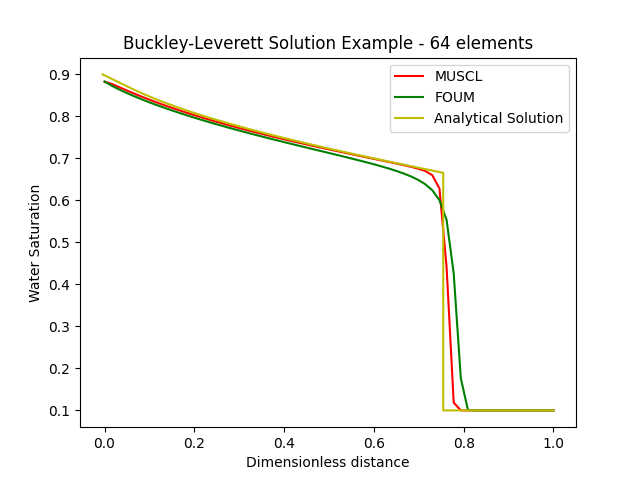 Buckley-Leverett Solution Example - 64 elements
MUSCL
FOUM
Analytical Solution
Water Saturation
0.9
0.8
0.7
0.6
0.5
0.4
0.3
0.2
0.1
0.0 0.2 0.4 0.6 0.8 1.0
Dimensionless distance